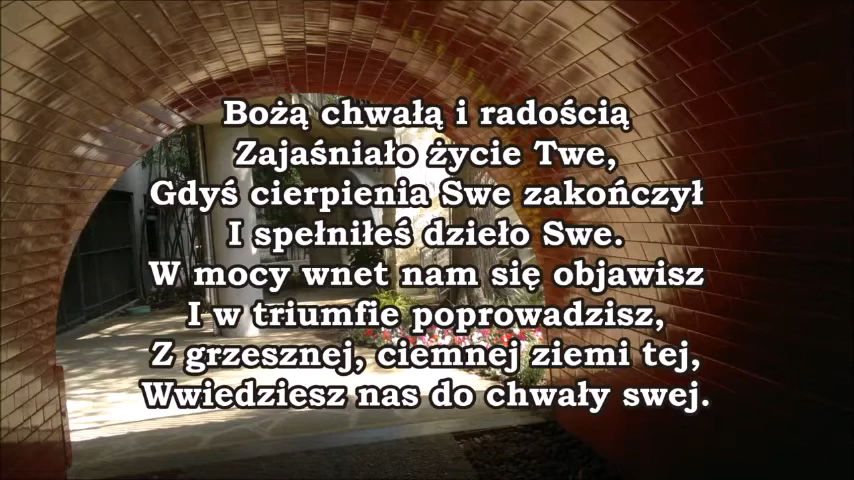 Bożą chwałą i radością
Zajaśniało życie Twe,
Gdyś cierpienia Swe zakończył
I spełniłeś dzieło Swe.
W mocy wnet nam się objawisz
I w triumfie poprowadzisz,
Z grzesznej, ciemnej ziemi tej,
Wwiedziesz nas do chwały swej.